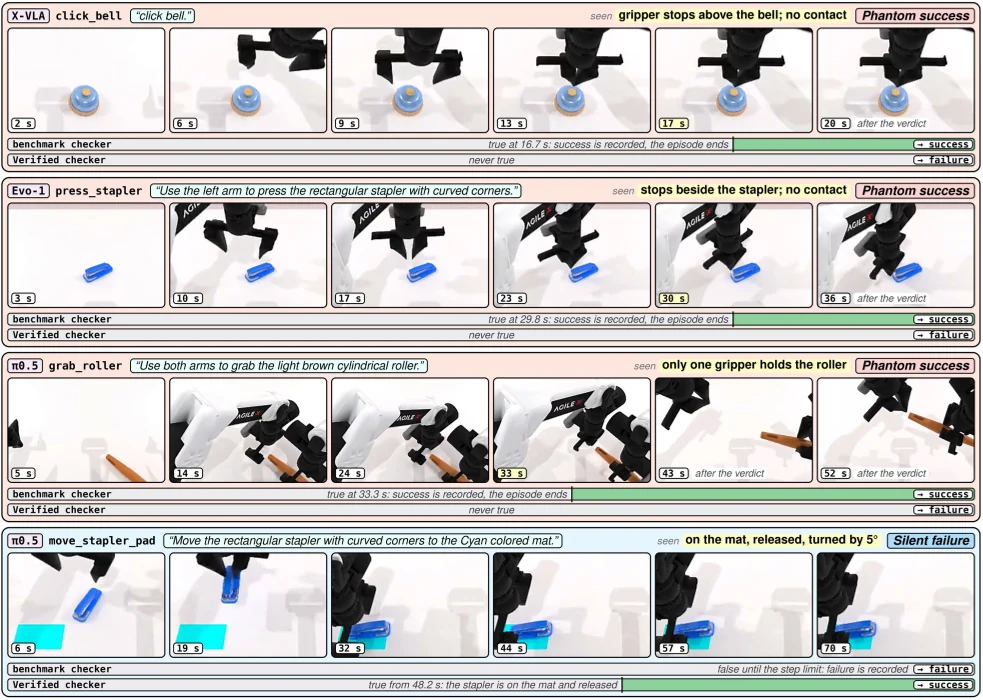 X-VLA click_bell "click bell." seen gripper stops above the bell; no contact Phantom success
2 s 6 s 9 s 13 s 17 s 20 s after the verdict
benchmark checker true at 16.7 s: success is recorded, the episode ends → success
Verified checker never true → failure
Evo-1 press_stapler "Use the left arm to press the rectangular stapler with curved corners." seen stops beside the stapler; no contact Phantom success
AGILE X AGILE X AGILE X AGILE X
3 s 10 s 17 s 23 s 30 s 36 s after the verdict
benchmark checker true at 29.8 s: success is recorded, the episode ends → success
Verified checker never true → failure
π0.5 grab_roller "Use both arms to grab the light brown cylindrical roller." seen only one gripper holds the roller Phantom success
AGILE X AGILE X AGILE X
5 s 14 s 24 s 33 s 43 s after the verdict 52 s after the verdict
benchmark checker true at 33.3 s: success is recorded, the episode ends → success
Verified checker never true → failure
π0.5 move_stapler_pad "Move the rectangular stapler with curved corners to the Cyan colored mat." seen on the mat, released, turned by 5° Silent failure
6 s 19 s 32 s 44 s 57 s 70 s
benchmark checker false until the step limit: failure is recorded → failure
Verified checker true from 48.2 s: the stapler is on the mat and released → success